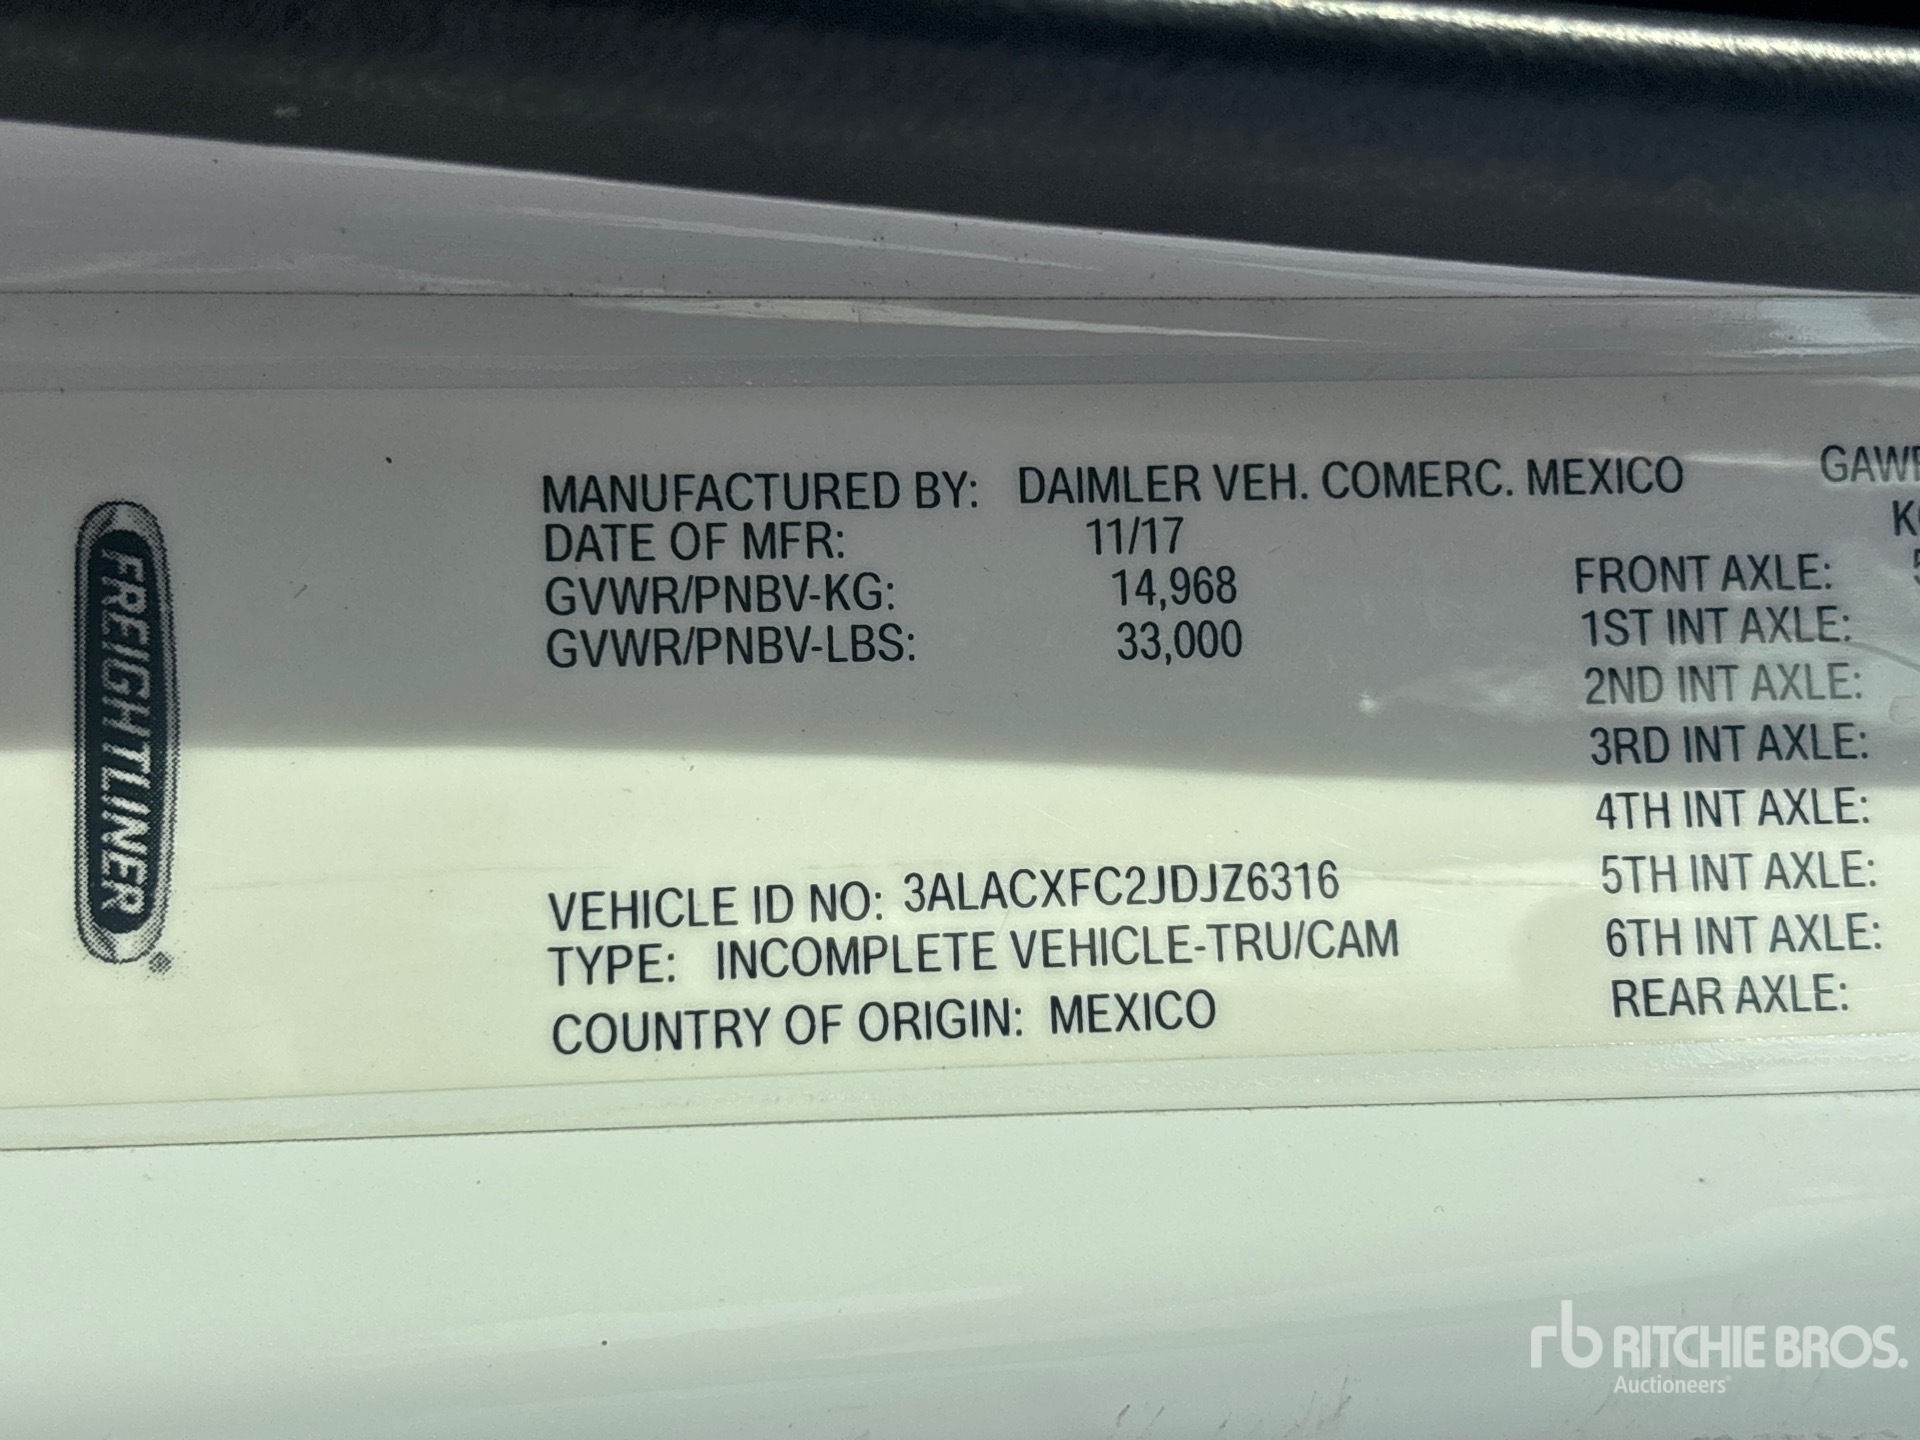 FREIGHTLINER®
MANUFACTURED BY: DAIMLER VEH. COMERC. MEXICO
DATE OF MFR: 11/17
GVWR/PNBV-KG: 14,968
GVWR/PNBV-LBS: 33,000
VEHICLE ID NO: 3ALACXFC2JDJZ6316
TYPE: INCOMPLETE VEHICLE-TRU/CAM
COUNTRY OF ORIGIN: MEXICO
FRONT AXLE:
1ST INT AXLE:
2ND INT AXLE:
3RD INT AXLE:
4TH INT AXLE:
5TH INT AXLE:
6TH INT AXLE:
REAR AXLE:
rb RITCHIE BROS.
Auctioneers